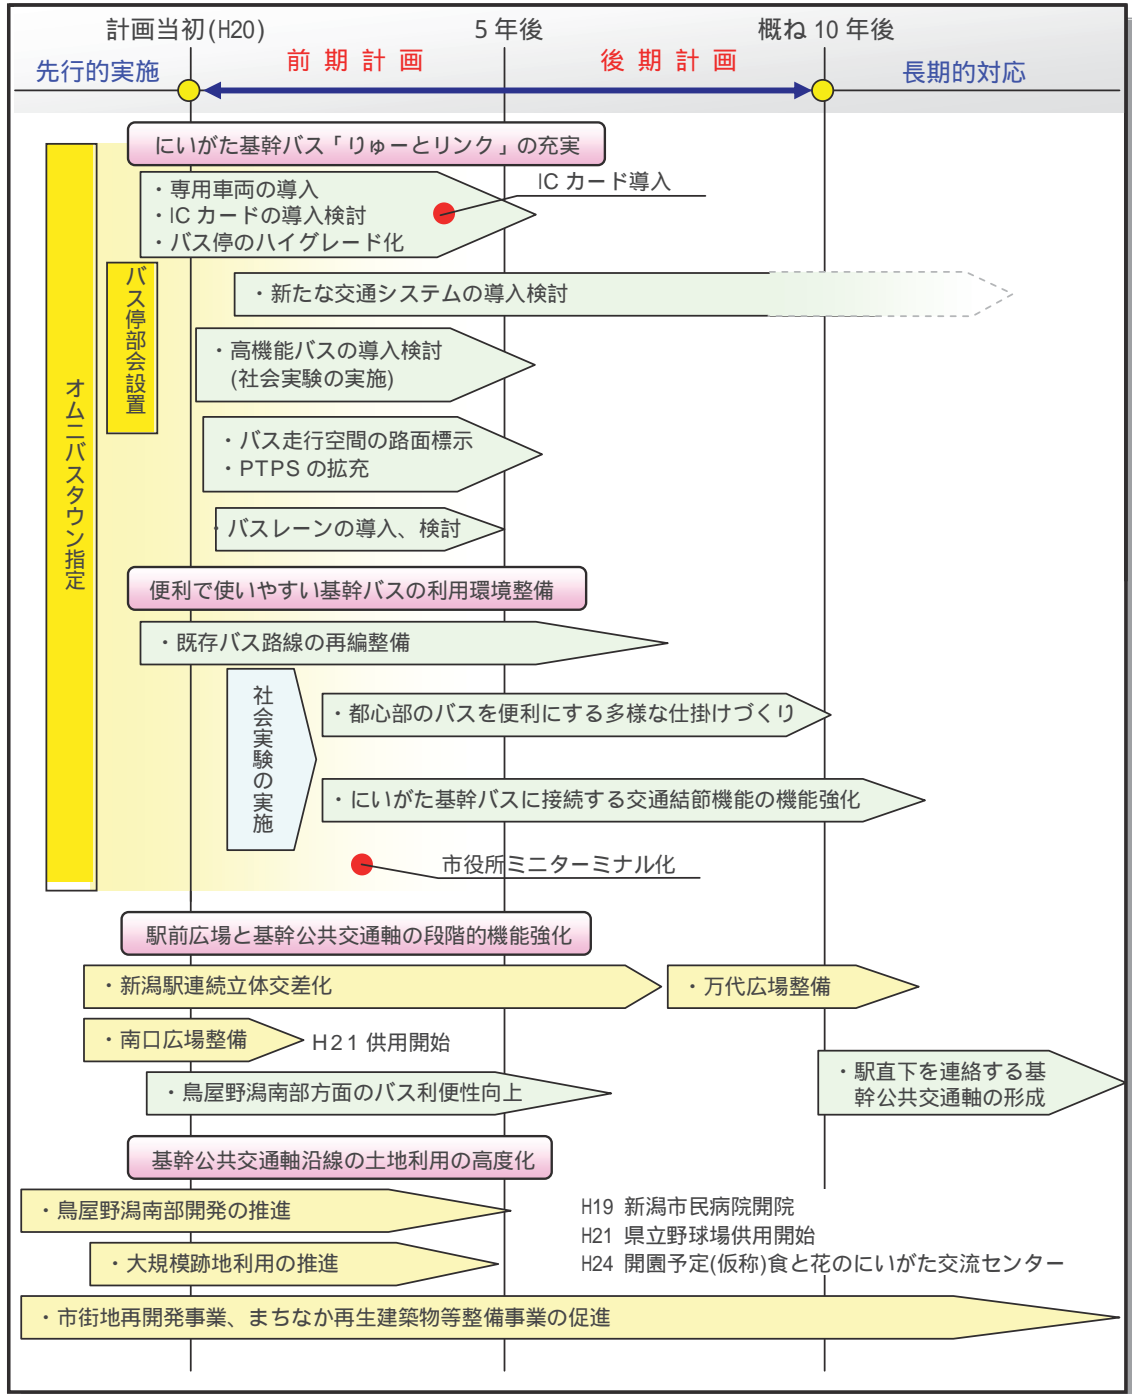 計画当初(H20)
5 年後
概ね 10 年後
先行的実施
前 期 計 画
後 期 計 画
長期的対応
にいがた基幹バス「りゅーとリンク」の充実
・専用車両の導入
・IC カードの導入検討
・バス停のハイグレード化
IC カード導入
オムニバスタウン指定
バス停部会設置
・新たな交通システムの導入検討
・高機能バスの導入検討
(社会実験の実施)
・バス走行空間の路面標示
・PTPS の拡充
・バスレーンの導入、検討
便利で使いやすい基幹バスの利用環境整備
・既存バス路線の再編整備
社会実験の実施
・都心部のバスを便利にする多様な仕掛けづくり
・にいがた基幹バスに接続する交通結節機能の機能強化
市役所ミニターミナル化
駅前広場と基幹公共交通軸の段階的機能強化
・新潟駅連続立体交差化
・万代広場整備
・南口広場整備
H21 供用開始
・鳥屋野潟南部方面のバス利便性向上
・駅直下を連絡する基
幹公共交通軸の形成
基幹公共交通軸沿線の土地利用の高度化
・鳥屋野潟南部開発の推進
H19 新潟市民病院開院
H21 県立野球場供用開始
H24 開園予定(仮称)食と花のにいがた交流センター
・大規模跡地利用の推進
・市街地再開発事業、まちなか再生建築物等整備事業の促進